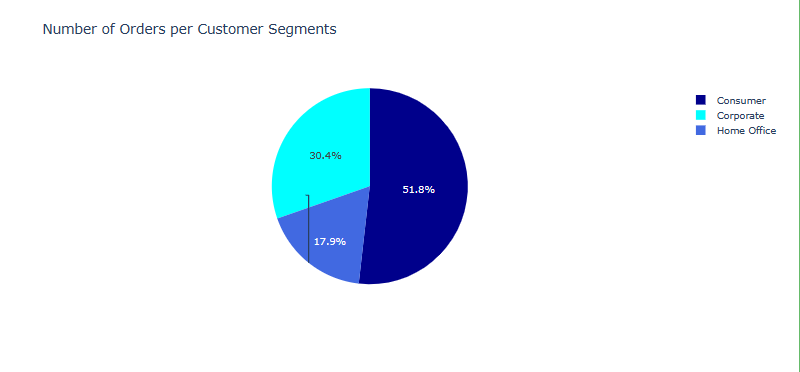 Number of Orders per Customer Segments
Consumer
Corporate
Home Office
30.4%
51.8%
17.9%